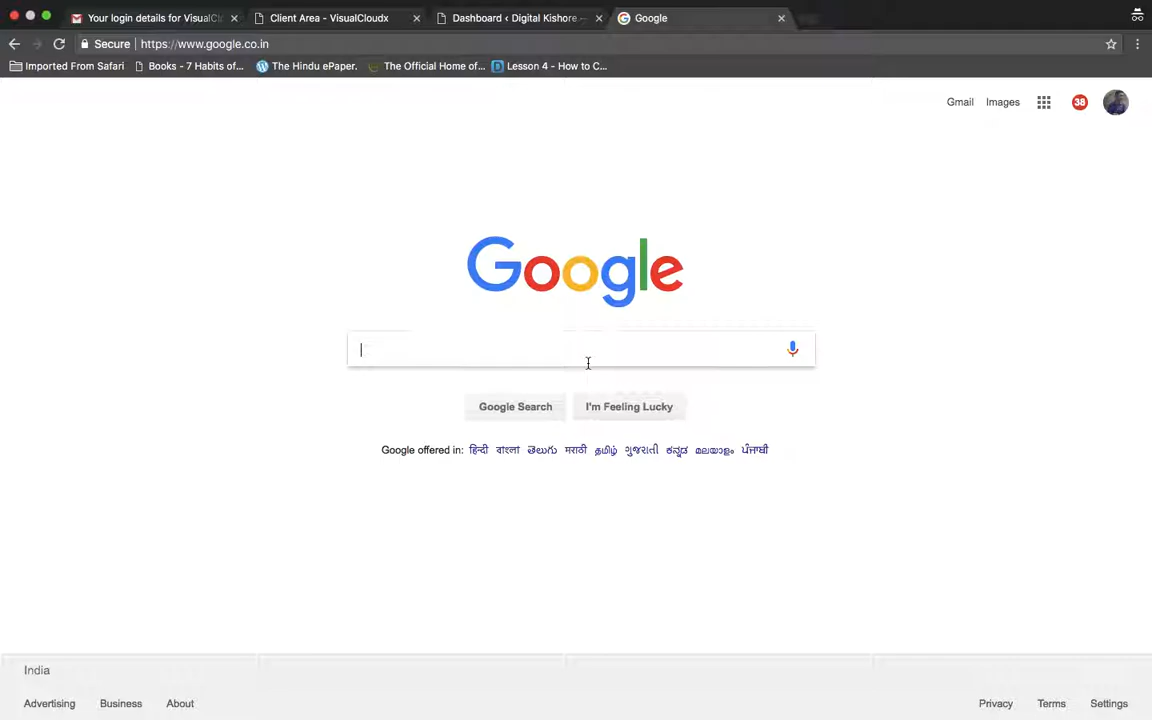 Your login details for VisualCl
Client Area - VisualCloudx
Dashboard ‹ Digital Kishore —
Google
Secure | https://www.google.co.in
Imported From Safari
Books - 7 Habits of...
The Hindu ePaper.
The Official Home of...
Lesson 4 - How to C...
Gmail
Images
38
Google
Google Search
I'm Feeling Lucky
Google offered in: हिन्दी বাংলা తెలుగు मराठी தமிழ் ગુજરાતી ಕನ್ನಡ മലയാളം ਪੰਜਾਬੀ
India
Advertising
Business
About
Privacy
Terms
Settings